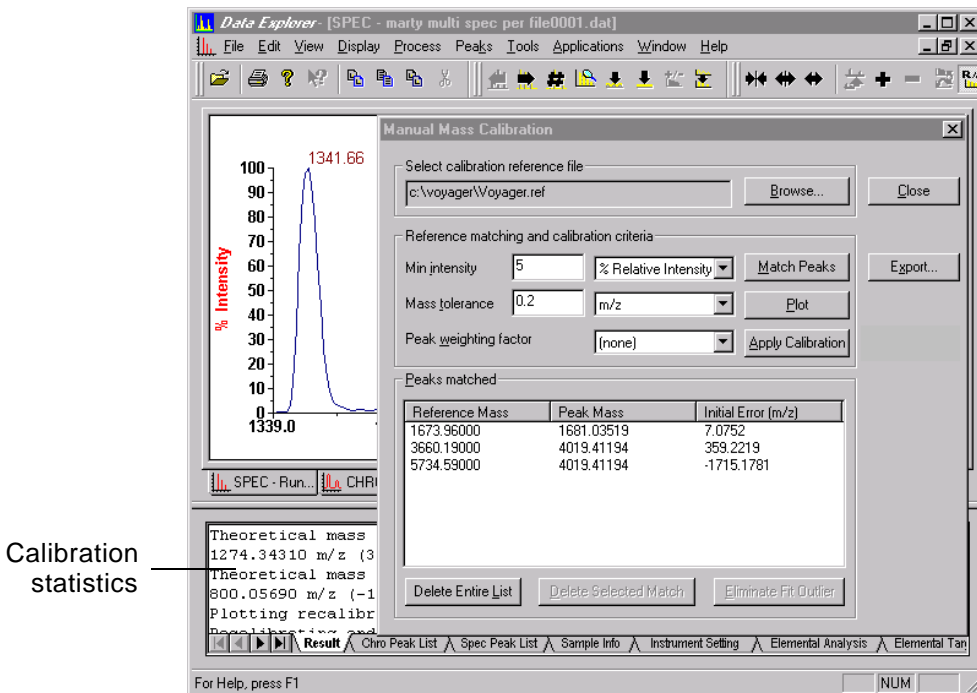 Data Explorer - [SPEC - marty multi spec per file0001.dat]
File Edit View Display Process Peaks Tools Applications Window Help
Manual Mass Calibration
Select calibration reference file
c:\voyager\Voyager.ref
Browse...
Close
Reference matching and calibration criteria
Min intensity 5 % Relative Intensity Match Peaks
Export...
Mass tolerance 0.2 m/z Plot
Peak weighting factor (none) Apply Calibration
Peaks matched
Reference Mass Peak Mass Initial Error (m/z)
1673.96000 1681.03519 7.0752
3660.19000 4019.41194 359.2219
5734.59000 4019.41194 -1715.1781
Delete Entire List Delete Selected Match Eliminate Fit Outlier
1341.66
% Intensity
100
90
80
70
60
50
40
30
20
10
0
1339.0
SPEC - Run...
Calibration
statistics
Theoretical mass
1274.34310 m/z (3
Theoretical mass
800.05690 m/z (-1
Plotting recalibr
Result Chro Peak List Spec Peak List Sample Info Instrument Setting Elemental Analysis Elemental Tar
For Help, press F1
NUM